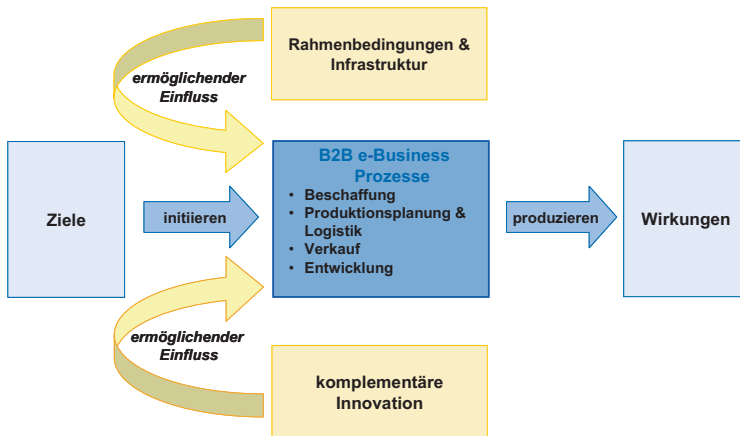 Rahmenbedingungen &
Infrastruktur
ermöglichender
Einfluss
B2B e-Business
Prozesse
• Beschaffung
• Produktionsplanung &
Logistik
• Verkauf
• Entwicklung
Ziele
initiieren
produzieren
Wirkungen
ermöglichender
Einfluss
komplementäre
Innovation